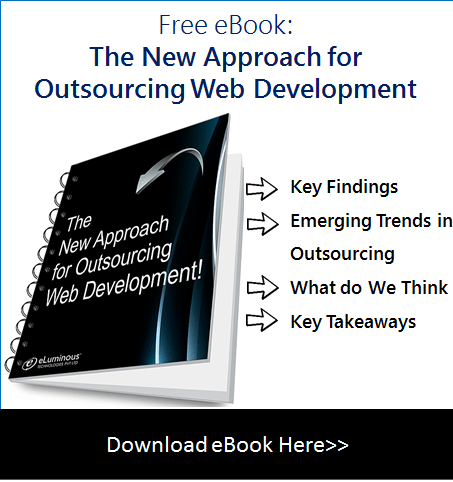 Free eBook:
The New Approach for
Outsourcing Web Development
The
New Approach
for Outsourcing
Web Development!
eLuminous
TECHNOLOGIES PVT LTD
Key Findings
Emerging Trends in
Outsourcing
What do We Think
Key Takeaways
Download eBook Here>>